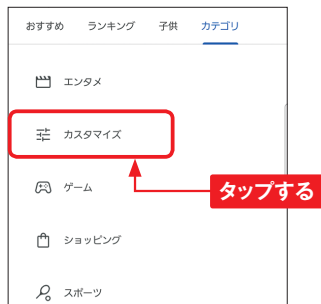 おすすめ ランキング 子供 カテゴリ
エンタメ
カスタマイズ
ゲーム
タップする
ショッピング
スポーツ